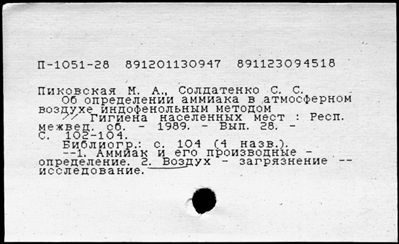 П-1051-28 891201130947 891123094518
Пиковская М. А., Солдатенко С. С.
Об определении аммиака в атмосферном
воздухе индофенольным методом
// Гигиена населенных мест : Респ.
межвед. сб. - 1989. - Вып. 28. -
С. 102-104.
Библиогр.: с. 104 (4 назв.).
--1. Аммиак и его производные -
определение. 2. Воздух - загрязнение --
исследование.